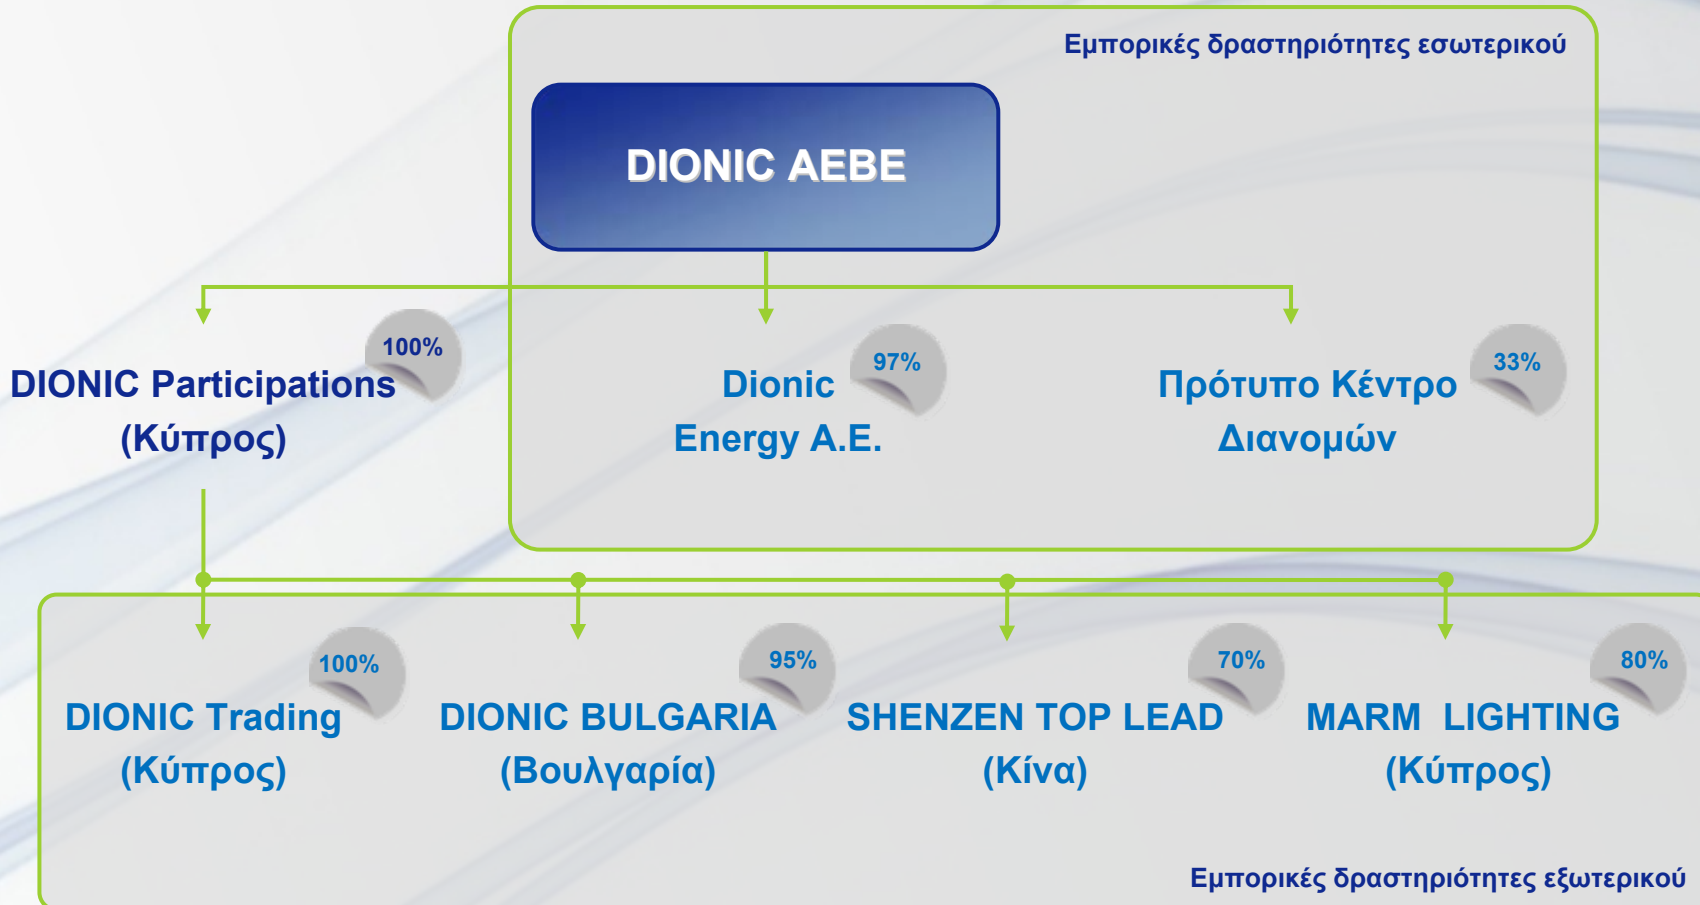 Εμπορικές δραστηριότητες εσωτερικού
DIONIC AEBE
100%
DIONIC Participations
(Κύπρος)
97%
Dionic
Energy A.E.
33%
Πρότυπο Κέντρο
Διανομών
100%
DIONIC Trading
(Κύπρος)
95%
DIONIC BULGARIA
(Βουλγαρία)
70%
SHENZEN TOP LEAD
(Κίνα)
80%
MARM LIGHTING
(Κύπρος)
Εμπορικές δραστηριότητες εξωτερικού